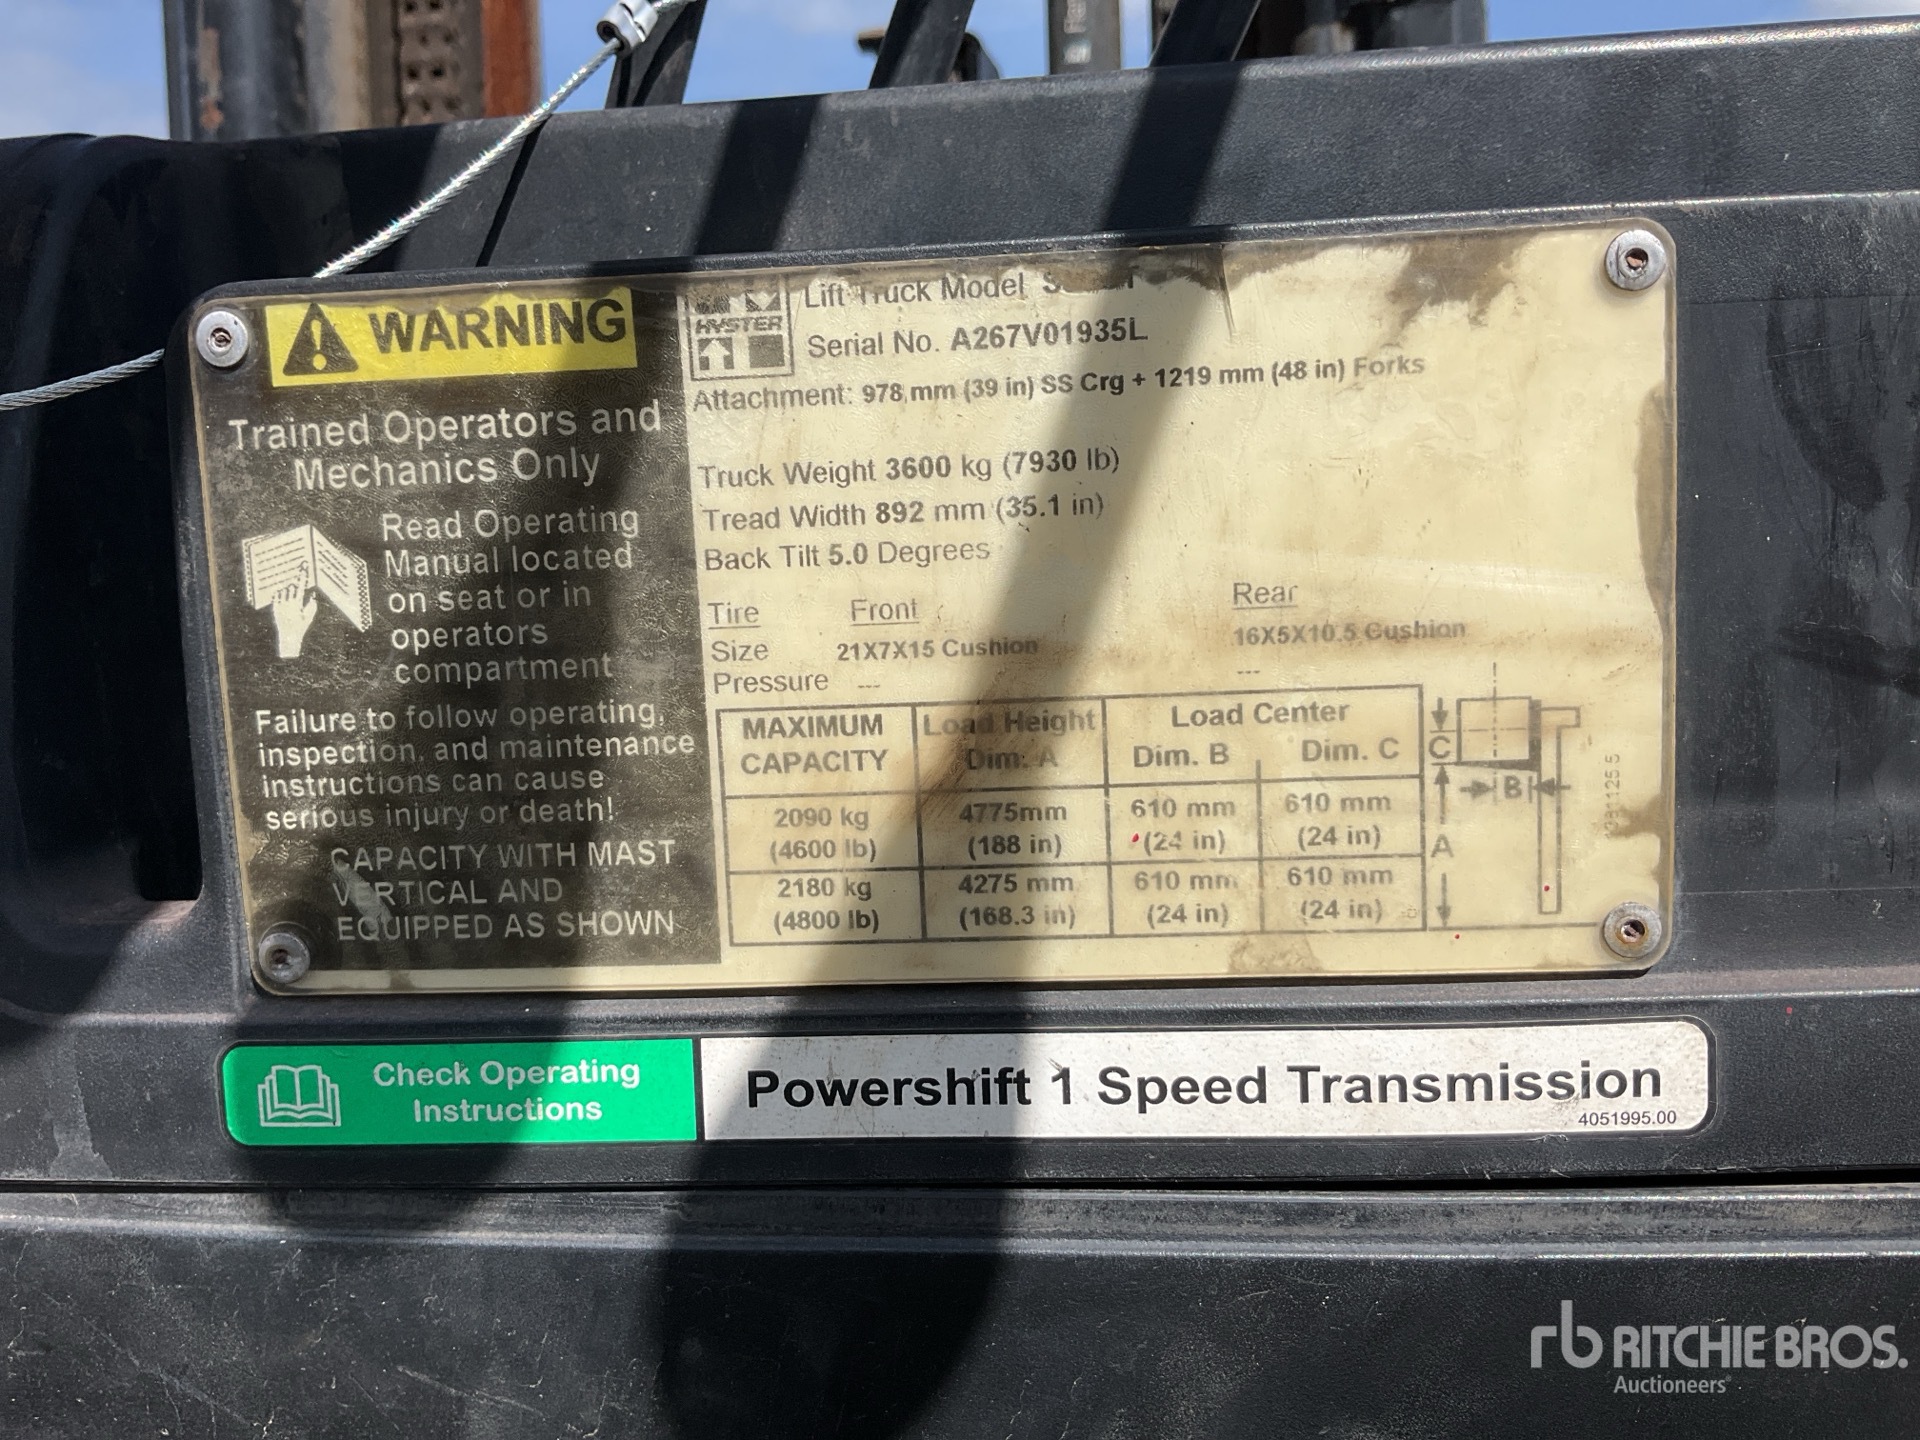 WARNING
Trained Operators and
Mechanics Only
Read Operating
Manual located
on seat or in
operators
compartment
Failure to follow operating,
inspection, and maintenance
instructions can cause
serious injury or death!
CAPACITY WITH MAST
VERTICAL AND
EQUIPPED AS SHOWN
HYSTER
Lift Truck Model
Serial No. A267V01935L
Attachment: 978 mm (39 in) SS Crg + 1219 mm (48 in) Forks
Truck Weight 3600 kg (7930 lb)
Tread Width 892 mm (35.1 in)
Back Tilt 5.0 Degrees
Tire Front Rear
Size 21X7X15 Cushion 16X5X10.5 Cushion
Pressure --- ---
MAXIMUM CAPACITY Load Height Dim. A Load Center
Dim. B Dim. C
2090 kg 4775mm 610 mm 610 mm
(4600 lb) (188 in) (24 in) (24 in)
2180 kg 4275 mm 610 mm 610 mm
(4800 lb) (168.3 in) (24 in) (24 in)
C
B
A
Check Operating
Instructions
Powershift 1 Speed Transmission
4051995.00
rb RITCHIE BROS.
Auctioneers